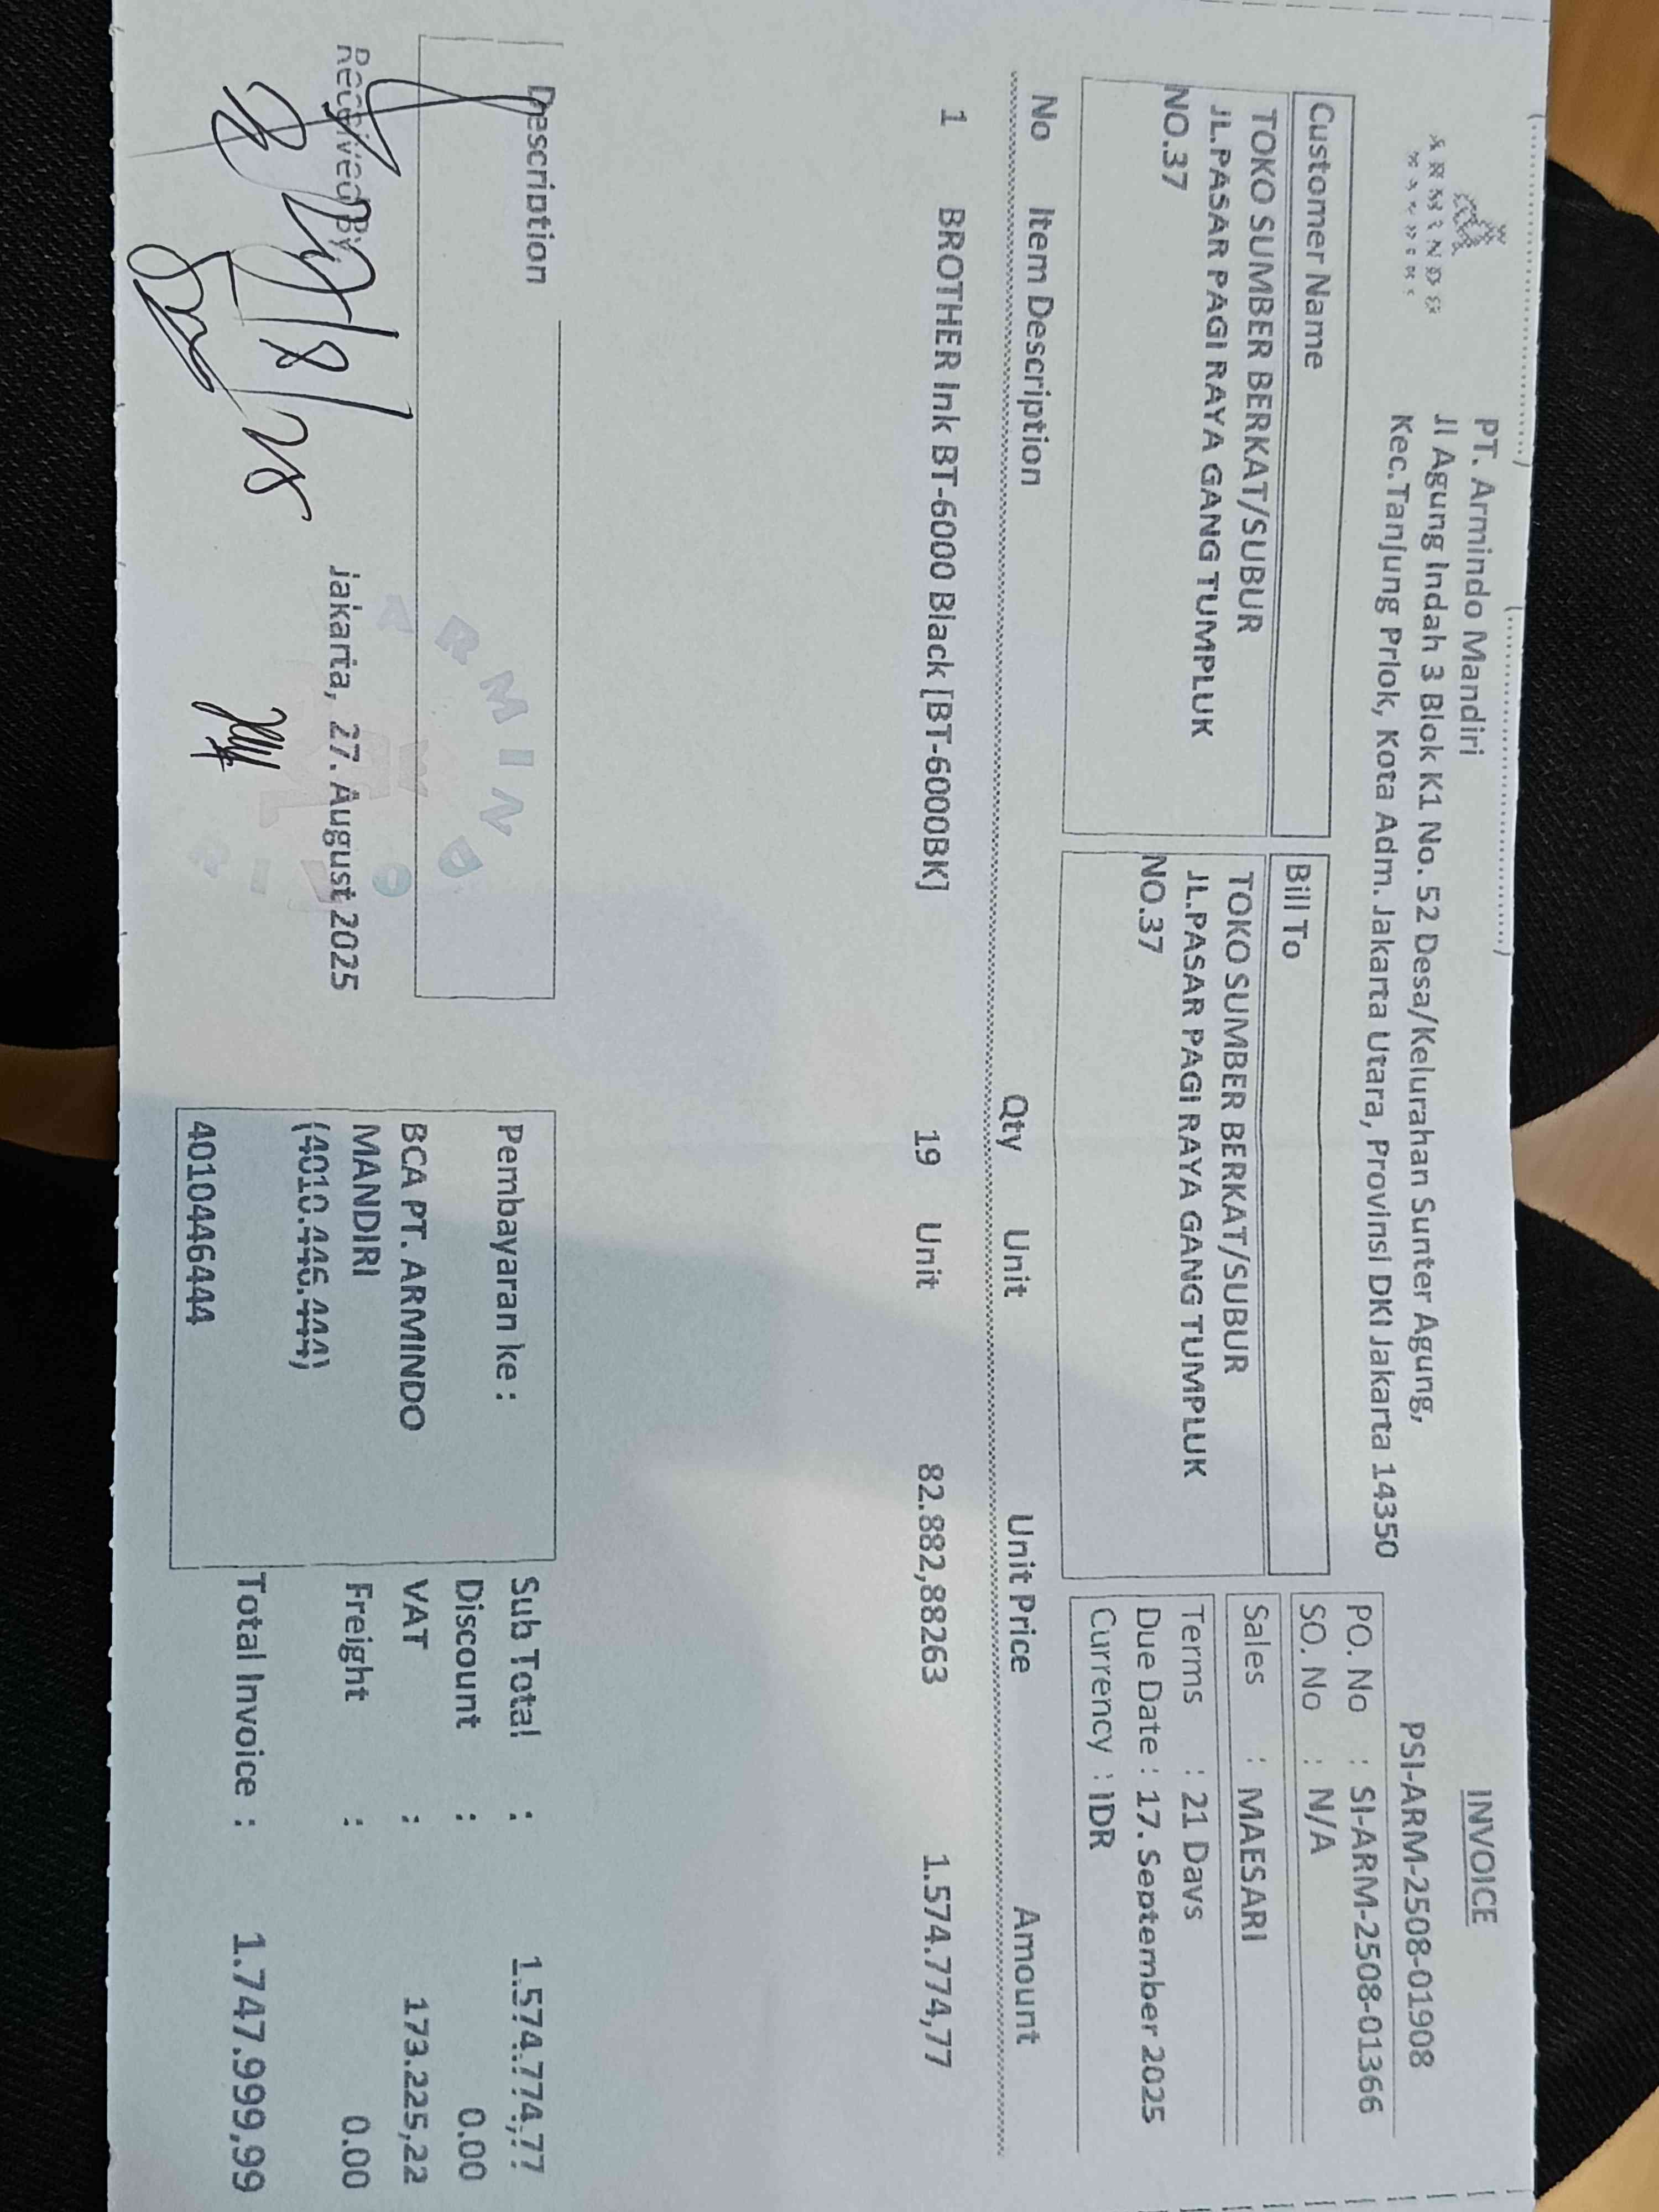 ARMINDO
PT. Armindo Mandiri
Jl Agung Indah 3 Blok K1 No. 52 Desa/Kelurahan Sunter Agung,
Kec.Tanjung Priok, Kota Adm. Jakarta Utara, Provinsi DKI Jakarta 14350
INVOICE
PSI-ARM-2508-01908
PO. No : SI-ARM-2508-01366
SO. No : N/A
Sales : MAESARI
Terms : 21 Days
Due Date : 17. September 2025
Currency : IDR
Customer Name
TOKO SUMBER BERKAT/SUBUR
JL.PASAR PAGI RAYA GANG TUMPLUK
NO.37
Bill To
TOKO SUMBER BERKAT/SUBUR
JL.PASAR PAGI RAYA GANG TUMPLUK
NO.37
No Item Description Qty Unit Unit Price Amount
1 BROTHER Ink BT-6000 Black [BT-6000BK] 19 Unit 82.882,88263 1.574.774,77
Description
Received By
Jakarta, 27. August 2025
ARMINDO
Pembayaran ke :
BCA PT. ARMINDO
MANDIRI
(4010.446.444)
4010446444
Sub Total : 1.574.774,77
Discount : 0.00
VAT : 173.225,22
Freight : 0.00
Total Invoice : 1.747.999,99